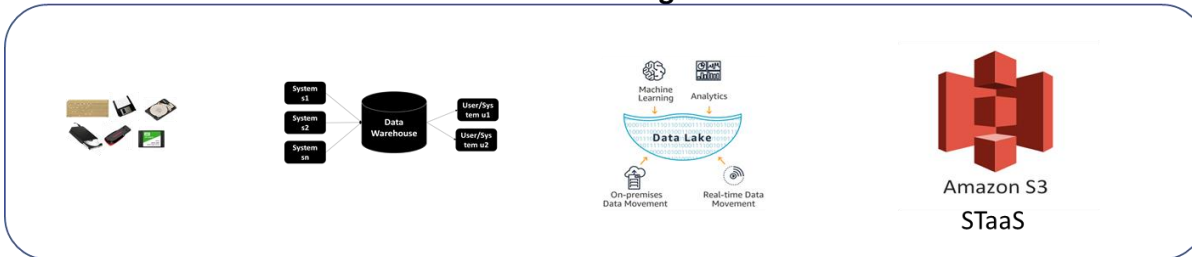 System
s1
System
s2
System
sn
Data
Warehouse
User/Sys
tem u1
User/Sys
tem u2
Machine
Learning
Analytics
Data Lake
On-premises
Data Movement
Real-time Data
Movement
Amazon S3
STaaS